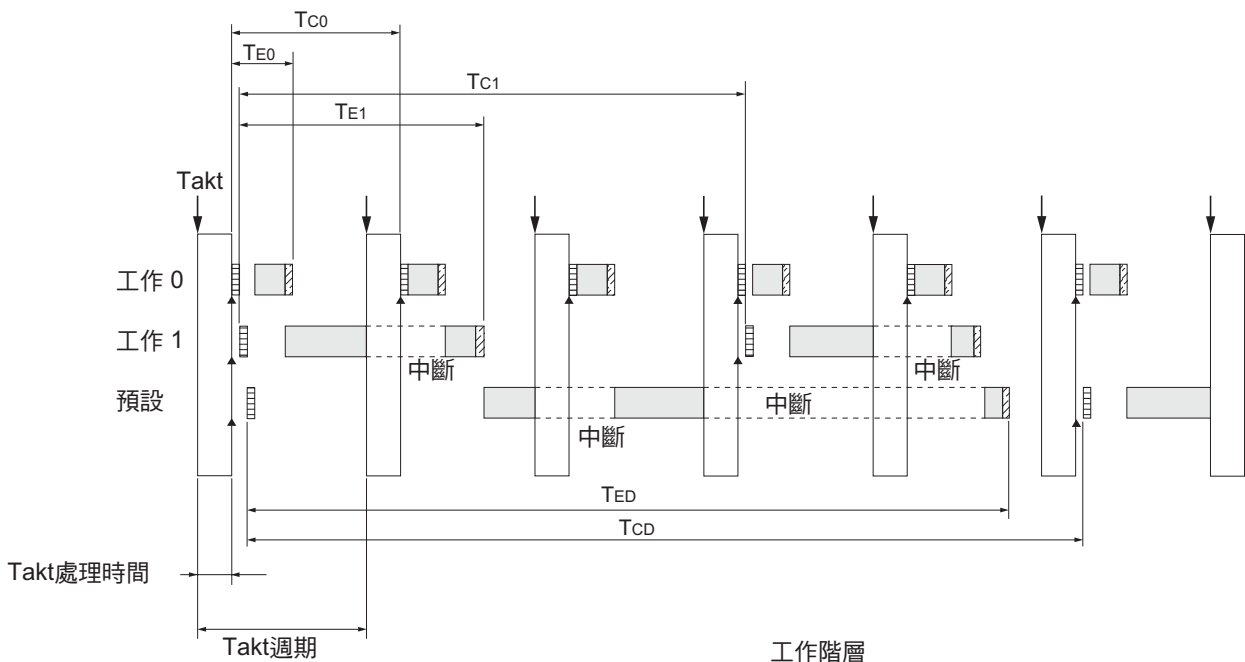 TC0
TE0
TC1
TE1
Takt
工作 0
工作 1
中斷
中斷
預設
中斷
中斷
TED
TCD
Takt處理時間
Takt週期
工作階層